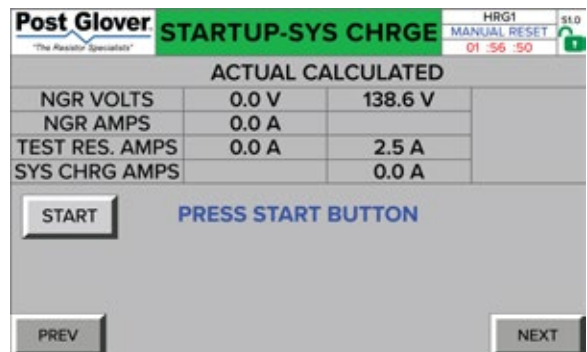 Post Glover
"The Resistor Specialists"
STARTUP-SYS CHRGE
HRG1
MANUAL RESET
01 :56 :50
S1.0
1
ACTUAL CALCULATED
NGR VOLTS 0.0 V 138.6 V
NGR AMPS 0.0 A
TEST RES. AMPS 0.0 A 2.5 A
SYS CHRG AMPS 0.0 A
START PRESS START BUTTON
PREV NEXT